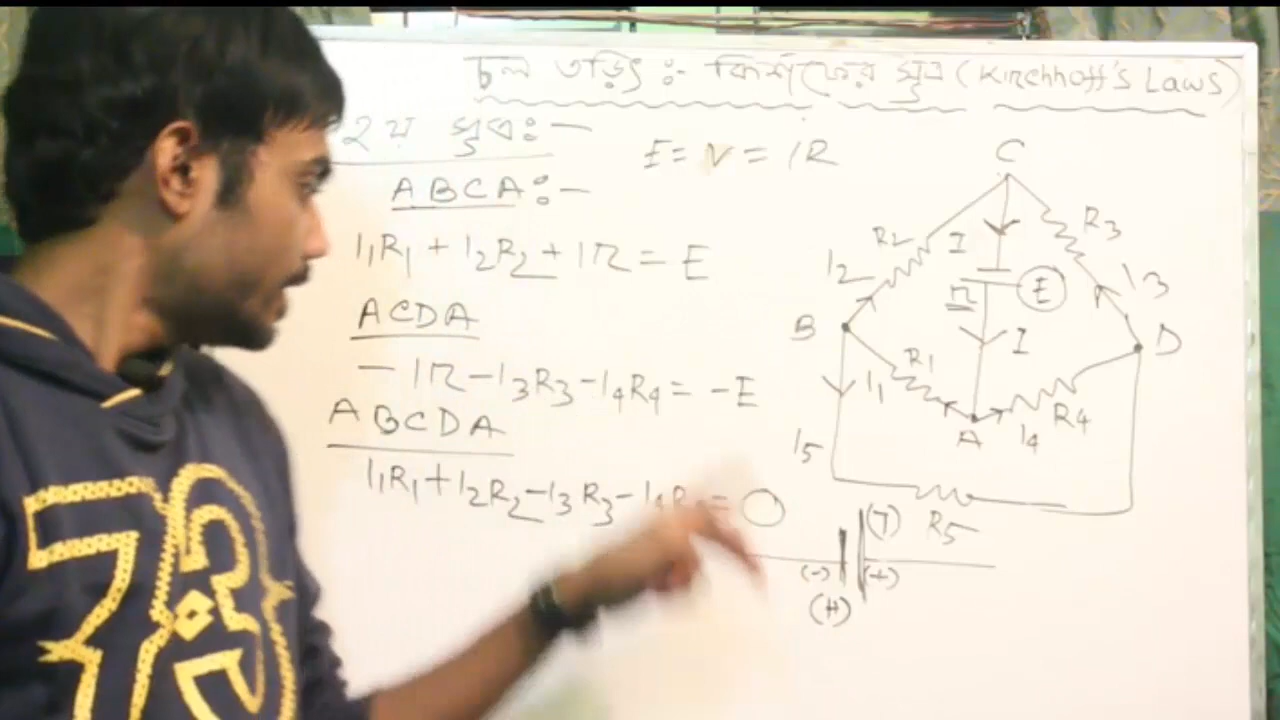 চল তড়িৎ :- কির্শফের সূত্র (Kirchhoff's Laws)
২য় সূত্র :-
E = V = IR
ABCA :-
I₁R₁ + I₂R₂ + Ir = E
ACDA
- Ir - I₃R₃ - I₄R₄ = -E
ABCDA
I₁R₁ + I₂R₂ - I₃R₃ - I₄R₄ = 0
C
R₂ I R₃
I₂ r E I₃
B D
R₁ I
I₁ R₄
A I₄
I₅
R₅
(-) (+)
(+)
73